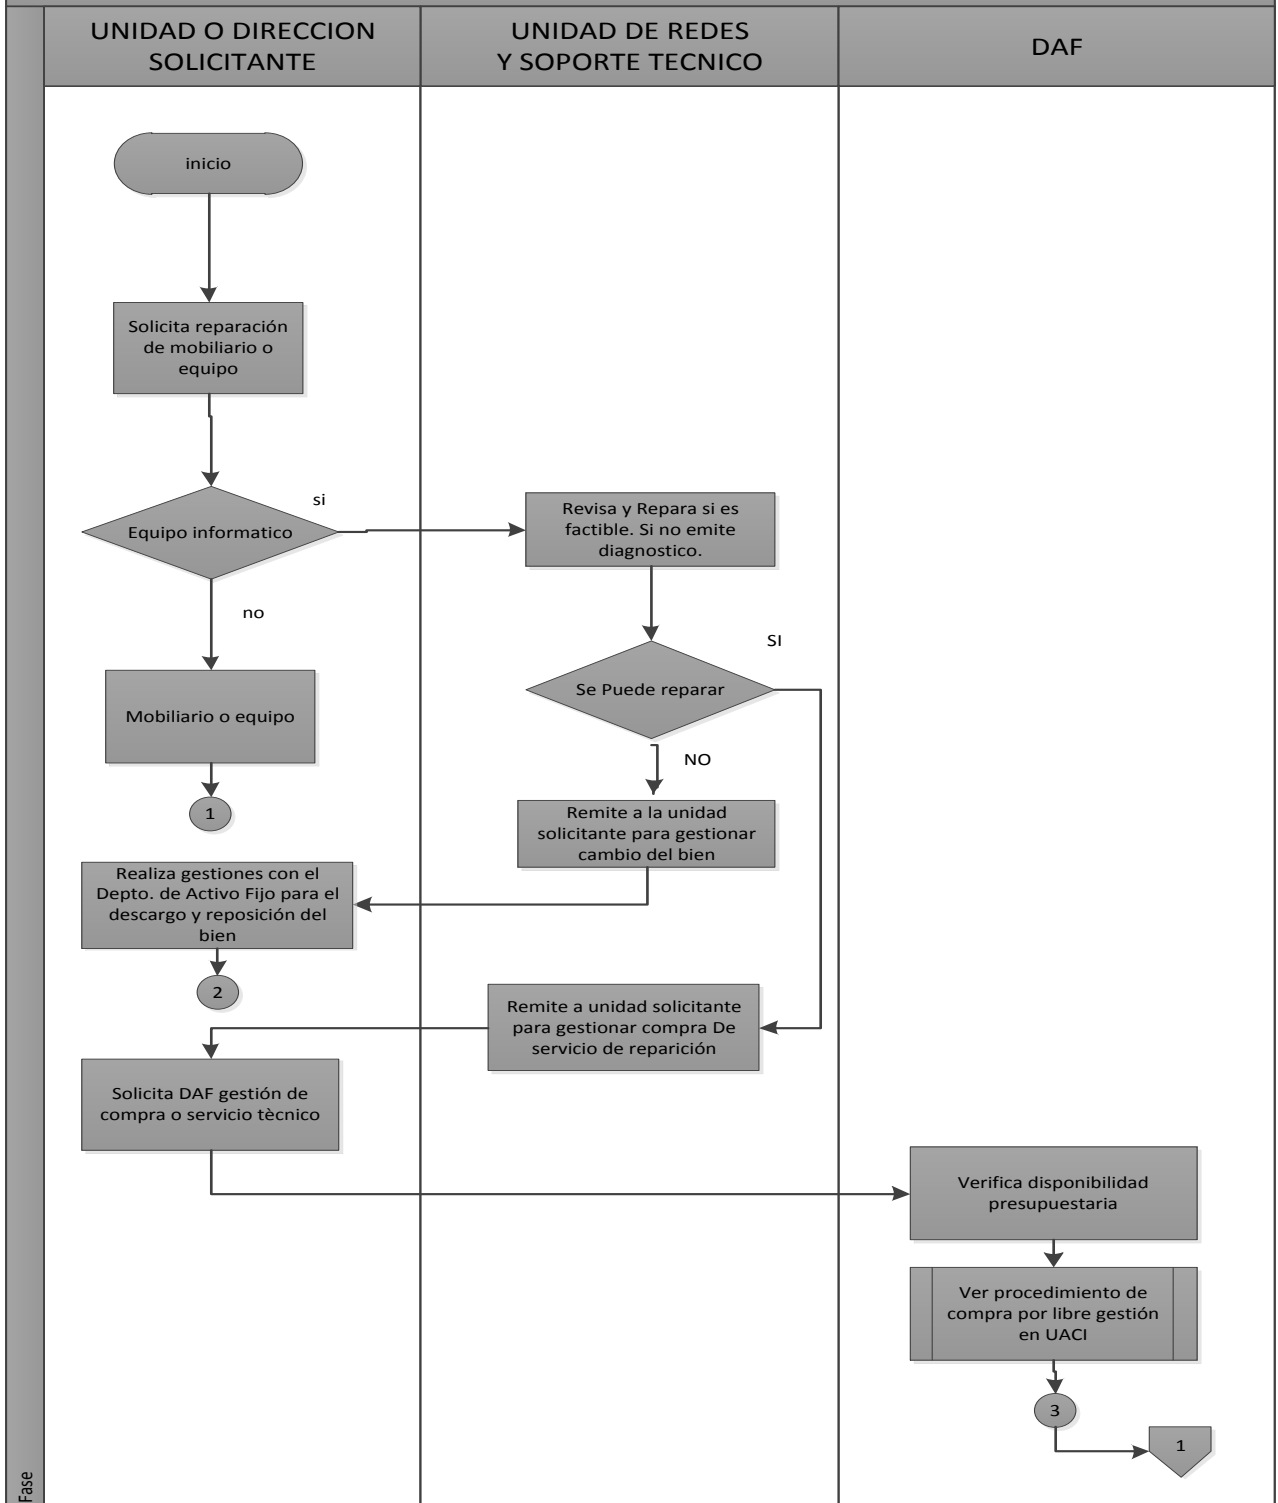 UNIDAD O DIRECCION
SOLICITANTE
UNIDAD DE REDES
Y SOPORTE TECNICO
DAF
inicio
Solicita reparación
de mobiliario o
equipo
Equipo informatico
si
no
Revisa y Repara si es
factible. Si no emite
diagnostico.
Se Puede reparar
SI
NO
Mobiliario o equipo
1
Remite a la unidad
solicitante para gestionar
cambio del bien
Realiza gestiones con el
Depto. de Activo Fijo para el
descargo y reposición del
bien
2
Remite a unidad solicitante
para gestionar compra De
servicio de reparición
Solicita DAF gestión de
compra o servicio tècnico
Verifica disponibilidad
presupuestaria
Ver procedimiento de
compra por libre gestión
en UACI
3
1
Fase